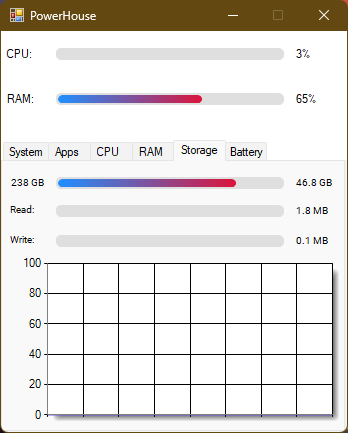 PowerHouse
CPU: 3%
RAM: 65%
System Apps CPU RAM Storage Battery
238 GB 46.8 GB
Read: 1.8 MB
Write: 0.1 MB
100
80
60
40
20
0